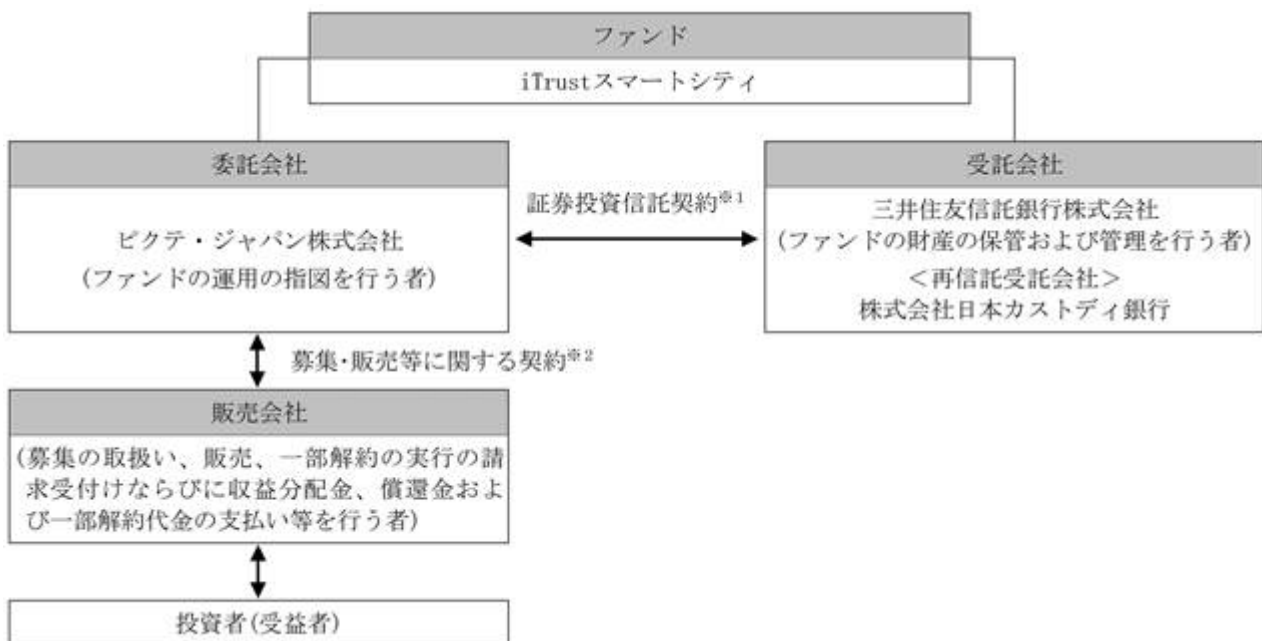 ファンド
iTrustスマートシティ
委託会社
ピクテ・ジャパン株式会社
(ファンドの運用の指図を行う者)
証券投資信託契約※1
受託会社
三井住友信託銀行株式会社
(ファンドの財産の保管および管理を行う者)
＜再信託受託会社＞
株式会社日本カストディ銀行
募集・販売等に関する契約※2
販売会社
(募集の取扱い、販売、一部解約の実行の請
求受付けならびに収益分配金、償還金およ
び一部解約代金の支払い等を行う者)
投資者(受益者)